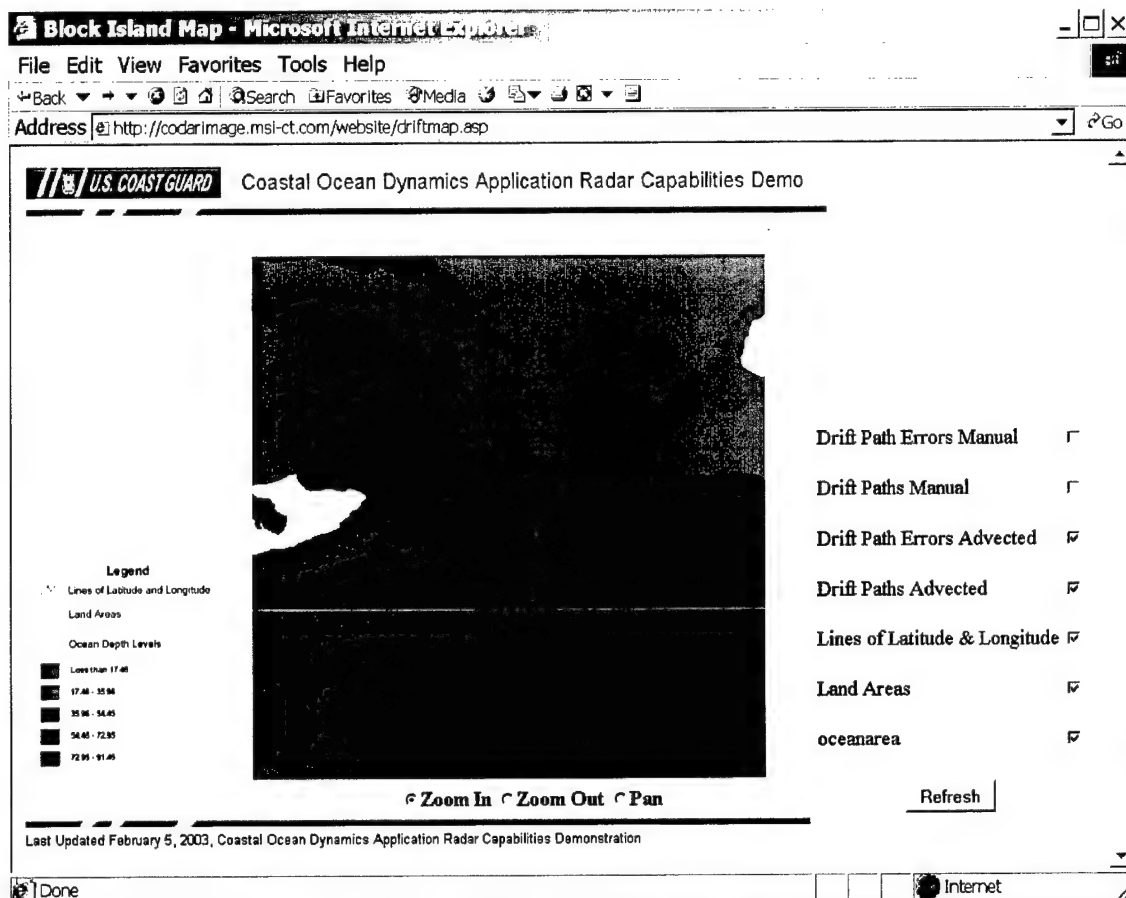 Block Island Map - Microsoft Internet Explorer
File Edit View Favorites Tools Help
Back Search Favorites Media
Address http://codarimage.msi-ct.com/website/driftmap.asp Go
U.S. COAST GUARD Coastal Ocean Dynamics Application Radar Capabilities Demo
Drift Path Errors Manual
Drift Paths Manual
Drift Path Errors Advected
Drift Paths Advected
Lines of Latitude & Longitude
Land Areas
oceanarea
Refresh
Legend
Lines of Latitude and Longitude
Land Areas
Ocean Depth Levels
Less than 17.46
17.46 - 35.96
35.96 - 54.45
54.45 - 72.95
72.95 - 91.45
Zoom In Zoom Out Pan
Last Updated February 5, 2003, Coastal Ocean Dynamics Application Radar Capabilities Demonstration
Done Internet